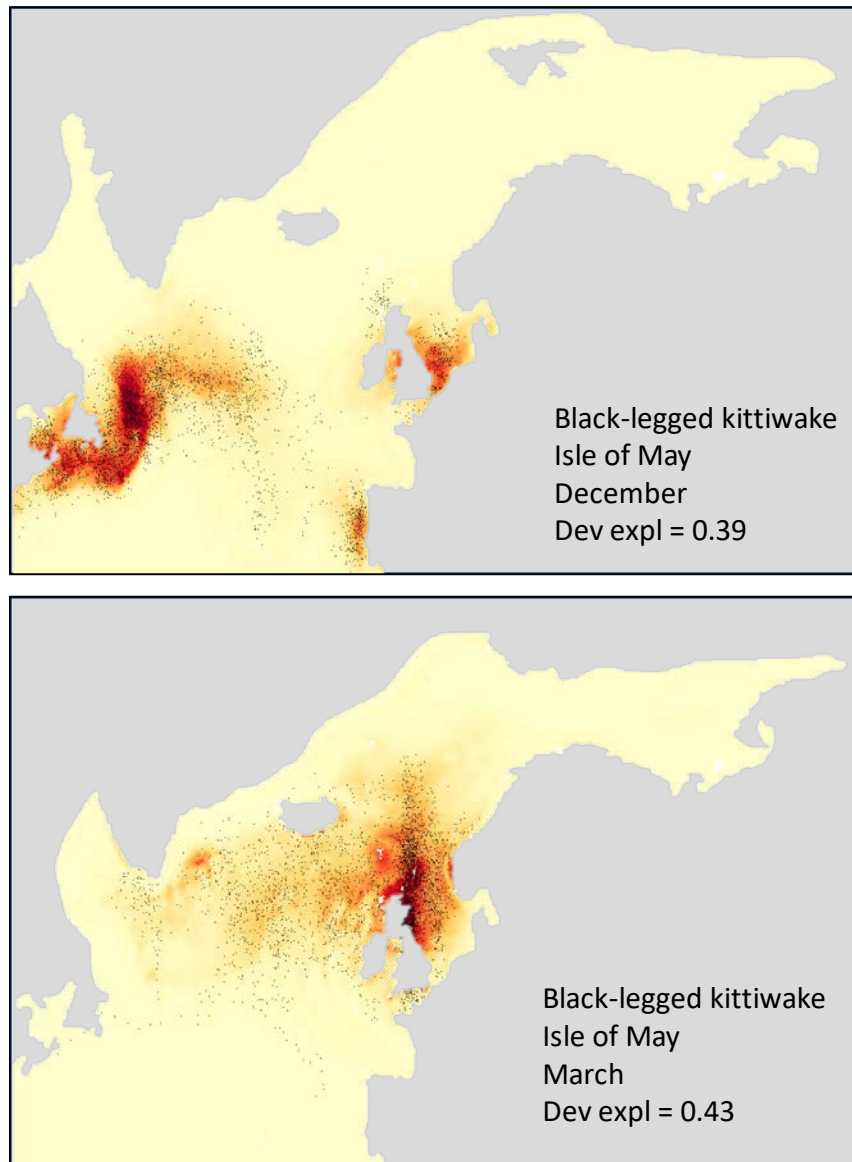 Black-legged kittiwake
Isle of May
December
Dev expl = 0.39
Black-legged kittiwake
Isle of May
March
Dev expl = 0.43